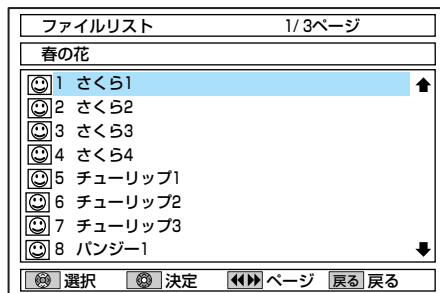 ファイルリスト 1/3ページ
春の花
1 さくら1
2 さくら2
3 さくら3
4 さくら4
5 チューリップ1
6 チューリップ2
7 チューリップ3
8 パンジー1
選択 決定 ページ 戻る 戻る